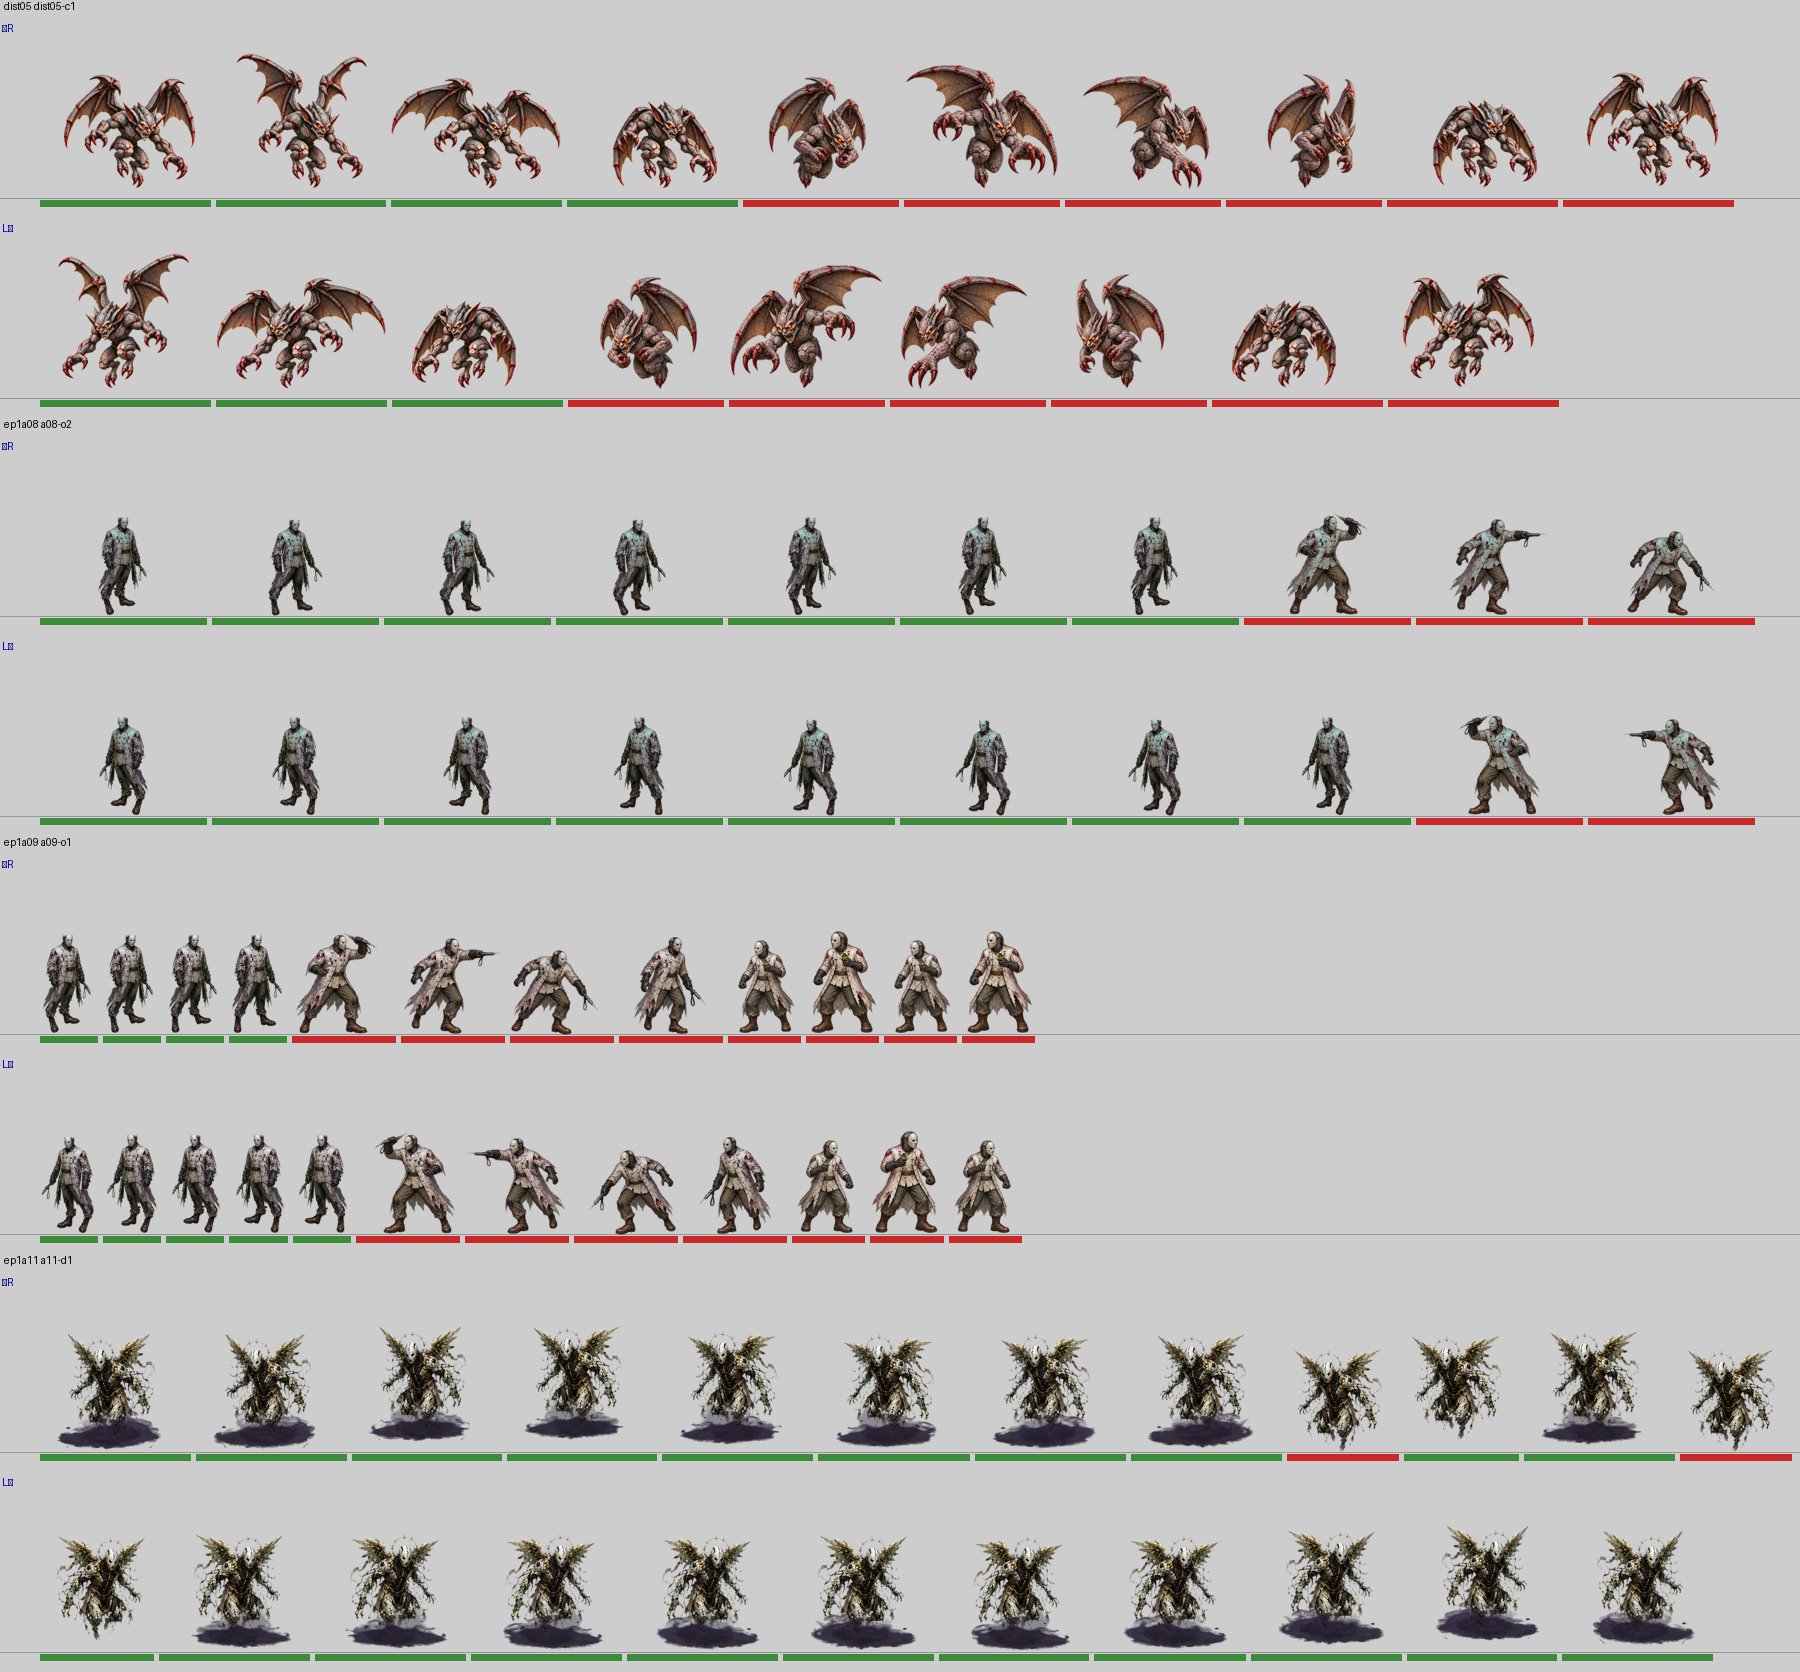 dist05 dist05-c1
R
L
ep1a08 a08-o2
R
L
ep1a09 a09-o1
R
L
ep1a11 a11-d1
R
L